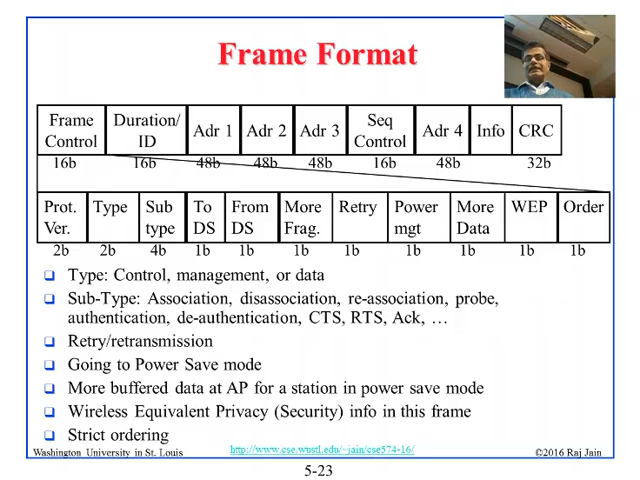 Frame Format
Frame Control Duration/ ID Adr 1 Adr 2 Adr 3 Seq Control Adr 4 Info CRC
16b 16b 48b 48b 48b 16b 48b 32b
Prot. Ver. Type Sub type To DS From DS More Frag. Retry Power mgt More Data WEP Order
2b 2b 4b 1b 1b 1b 1b 1b 1b 1b 1b
Type: Control, management, or data
Sub-Type: Association, disassociation, re-association, probe,
authentication, de-authentication, CTS, RTS, Ack, …
Retry/retransmission
Going to Power Save mode
More buffered data at AP for a station in power save mode
Wireless Equivalent Privacy (Security) info in this frame
Strict ordering
Washington University in St. Louis http://www.cse.wustl.edu/~jain/cse574-16/ ©2016 Raj Jain
5-23